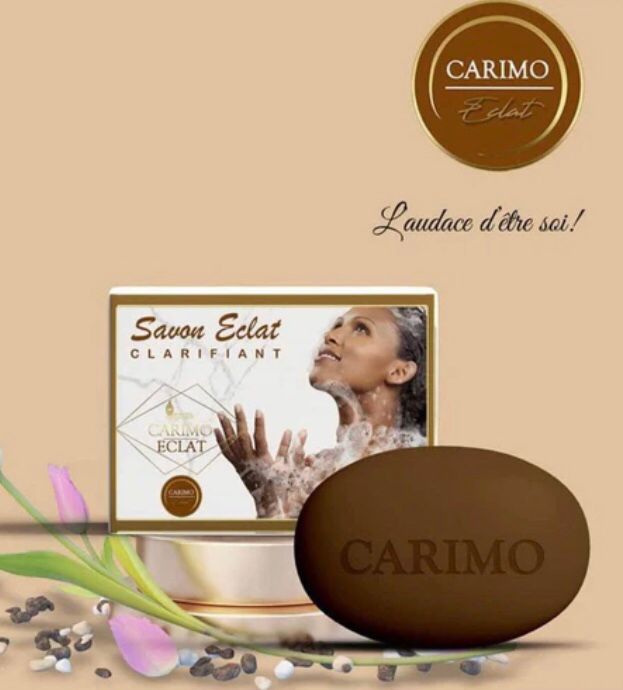 CARIMO
Eclat
L'audace d'être soi!
Savon Eclat
CLARIFIANT
CARIMO
ECLAT
CARIMO
CARIMO